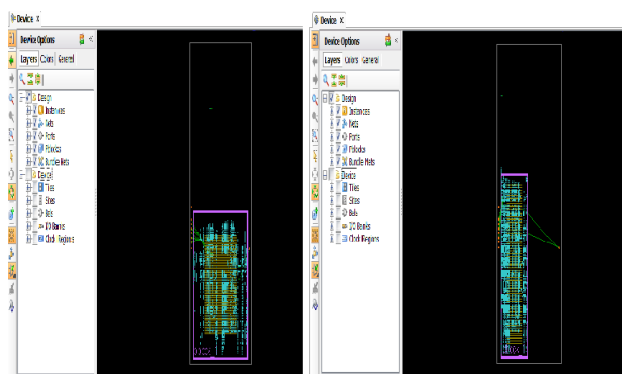 Device ×
Device Options
Layers Colors General
Design
Instances
Nets
Ports
Pblocks
Bundle Nets
Device
Tiles
Sites
Bels
I/O Banks
Clock Regions
Device ×
Device Options
Layers Colors General
Design
Instances
Nets
Ports
Pblocks
Bundle Nets
Device
Tiles
Sites
Bels
I/O Banks
Clock Regions